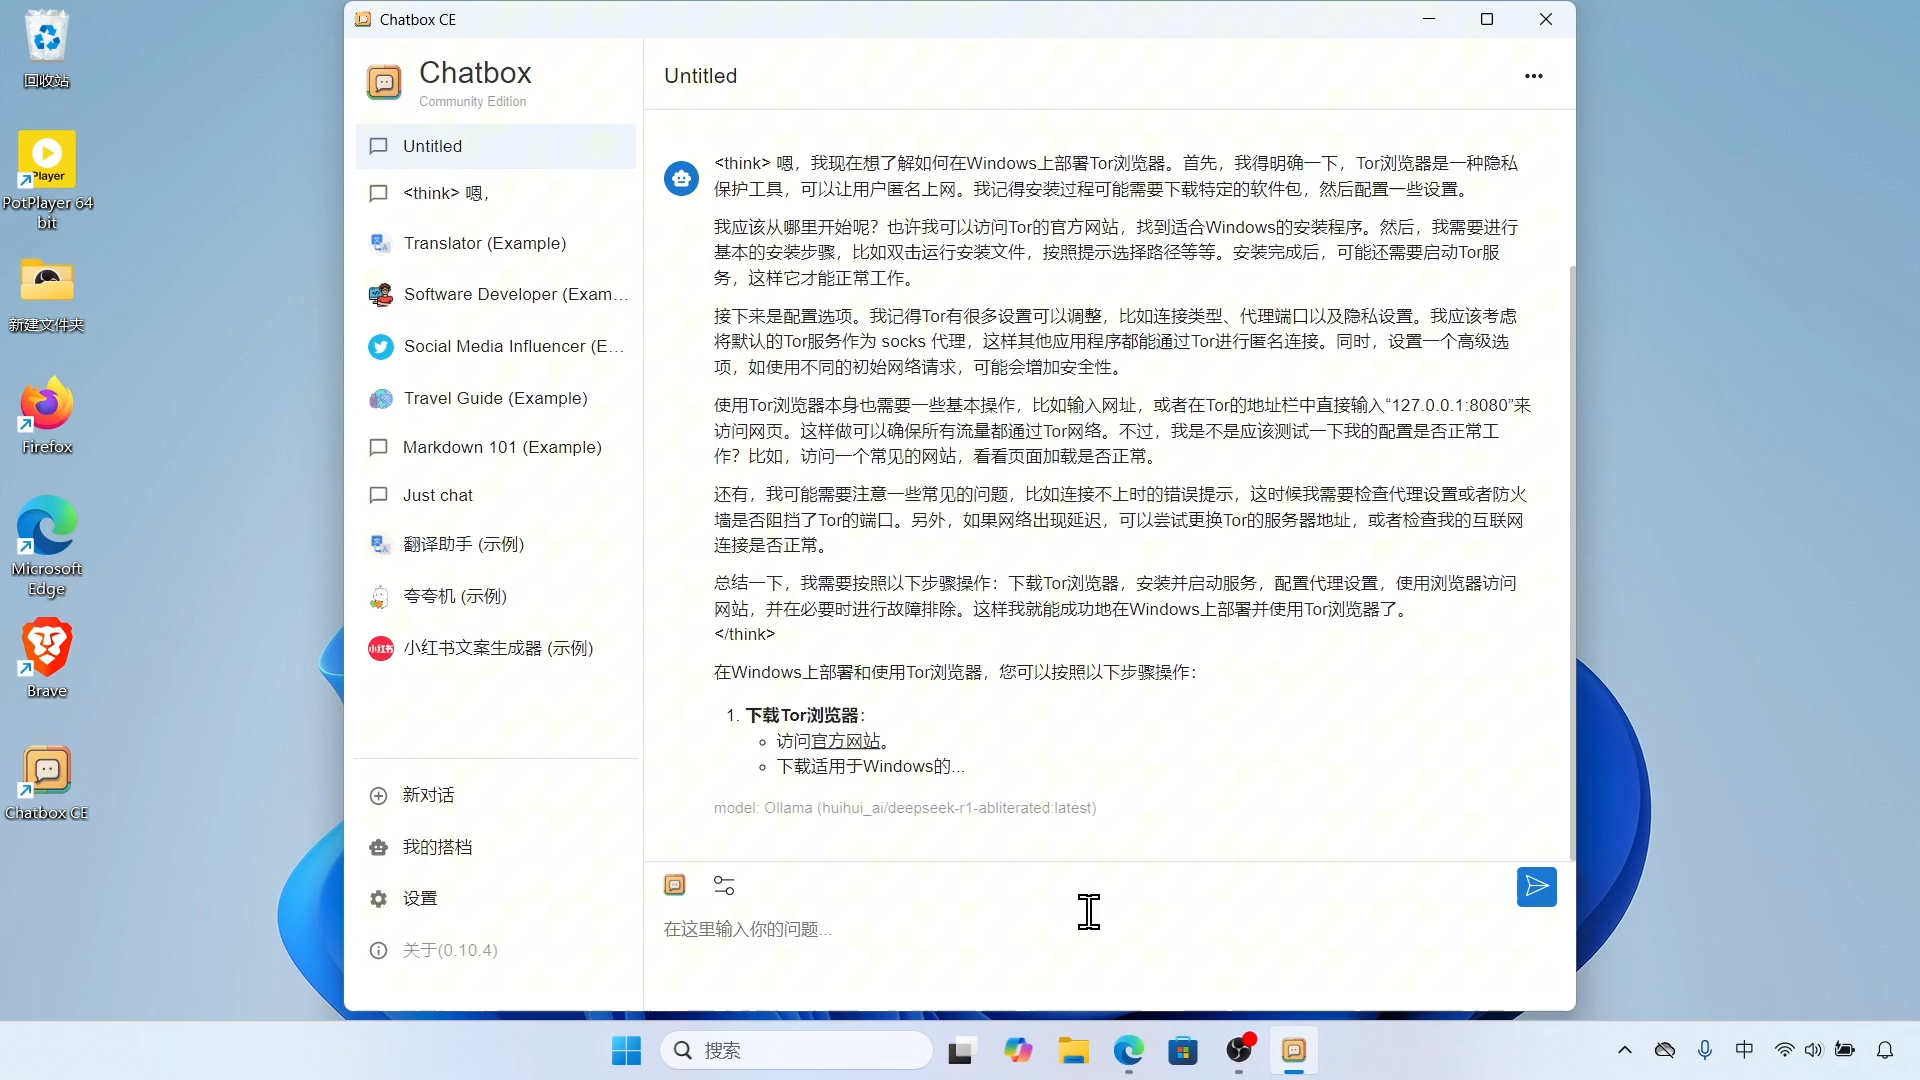 回收站
Player
PotPlayer 64
bit
新建文件夹
Firefox
Microsoft
Edge
Brave
Chatbox CE
Chatbox CE
Chatbox
Community Edition
Untitled
<think> 嗯,
Translator (Example)
Software Developer (Exam...
Social Media Influencer (E...
Travel Guide (Example)
Markdown 101 (Example)
Just chat
翻译助手 (示例)
夸夸机 (示例)
小红书
小红书文案生成器 (示例)
新对话
我的搭档
设置
关于(0.10.4)
Untitled
<think> 嗯，我现在想了解如何在Windows上部署Tor浏览器。首先，我得明确一下，Tor浏览器是一种隐私
保护工具，可以让用户匿名上网。我记得安装过程可能需要下载特定的软件包，然后配置一些设置。
我应该从哪里开始呢？也许我可以访问Tor的官方网站，找到适合Windows的安装程序。然后，我需要进行
基本的安装步骤，比如双击运行安装文件，按照提示选择路径等等。安装完成后，可能还需要启动Tor服
务，这样它才能正常工作。
接下来是配置选项。我记得Tor有很多设置可以调整，比如连接类型、代理端口以及隐私设置。我应该考虑
将默认的Tor服务作为 socks 代理，这样其他应用程序都能通过Tor进行匿名连接。同时，设置一个高级选
项，如使用不同的初始网络请求，可能会增加安全性。
使用Tor浏览器本身也需要一些基本操作，比如输入网址，或者在Tor的地址栏中直接输入“127.0.0.1:8080”来
访问网页。这样做可以确保所有流量都通过Tor网络。不过，我是不是应该测试一下我的配置是否正常工
作？比如，访问一个常见的网站，看看页面加载是否正常。
还有，我可能需要注意一些常见的问题，比如连接不上时的错误提示，这时候我需要检查代理设置或者防火
墙是否阻挡了Tor的端口。另外，如果网络出现延迟，可以尝试更换Tor的服务器地址，或者检查我的互联网
连接是否正常。
总结一下，我需要按照以下步骤操作：下载Tor浏览器，安装并启动服务，配置代理设置，使用浏览器访问
网站，并在必要时进行故障排除。这样我就能成功地在Windows上部署并使用Tor浏览器了。
</think>
在Windows上部署和使用Tor浏览器，您可以按照以下步骤操作：
1. 下载Tor浏览器：
访问官方网站。
下载适用于Windows的...
model: Ollama (huihui_ai/deepseek-r1-abliterated:latest)
在这里输入你的问题...
搜索
中